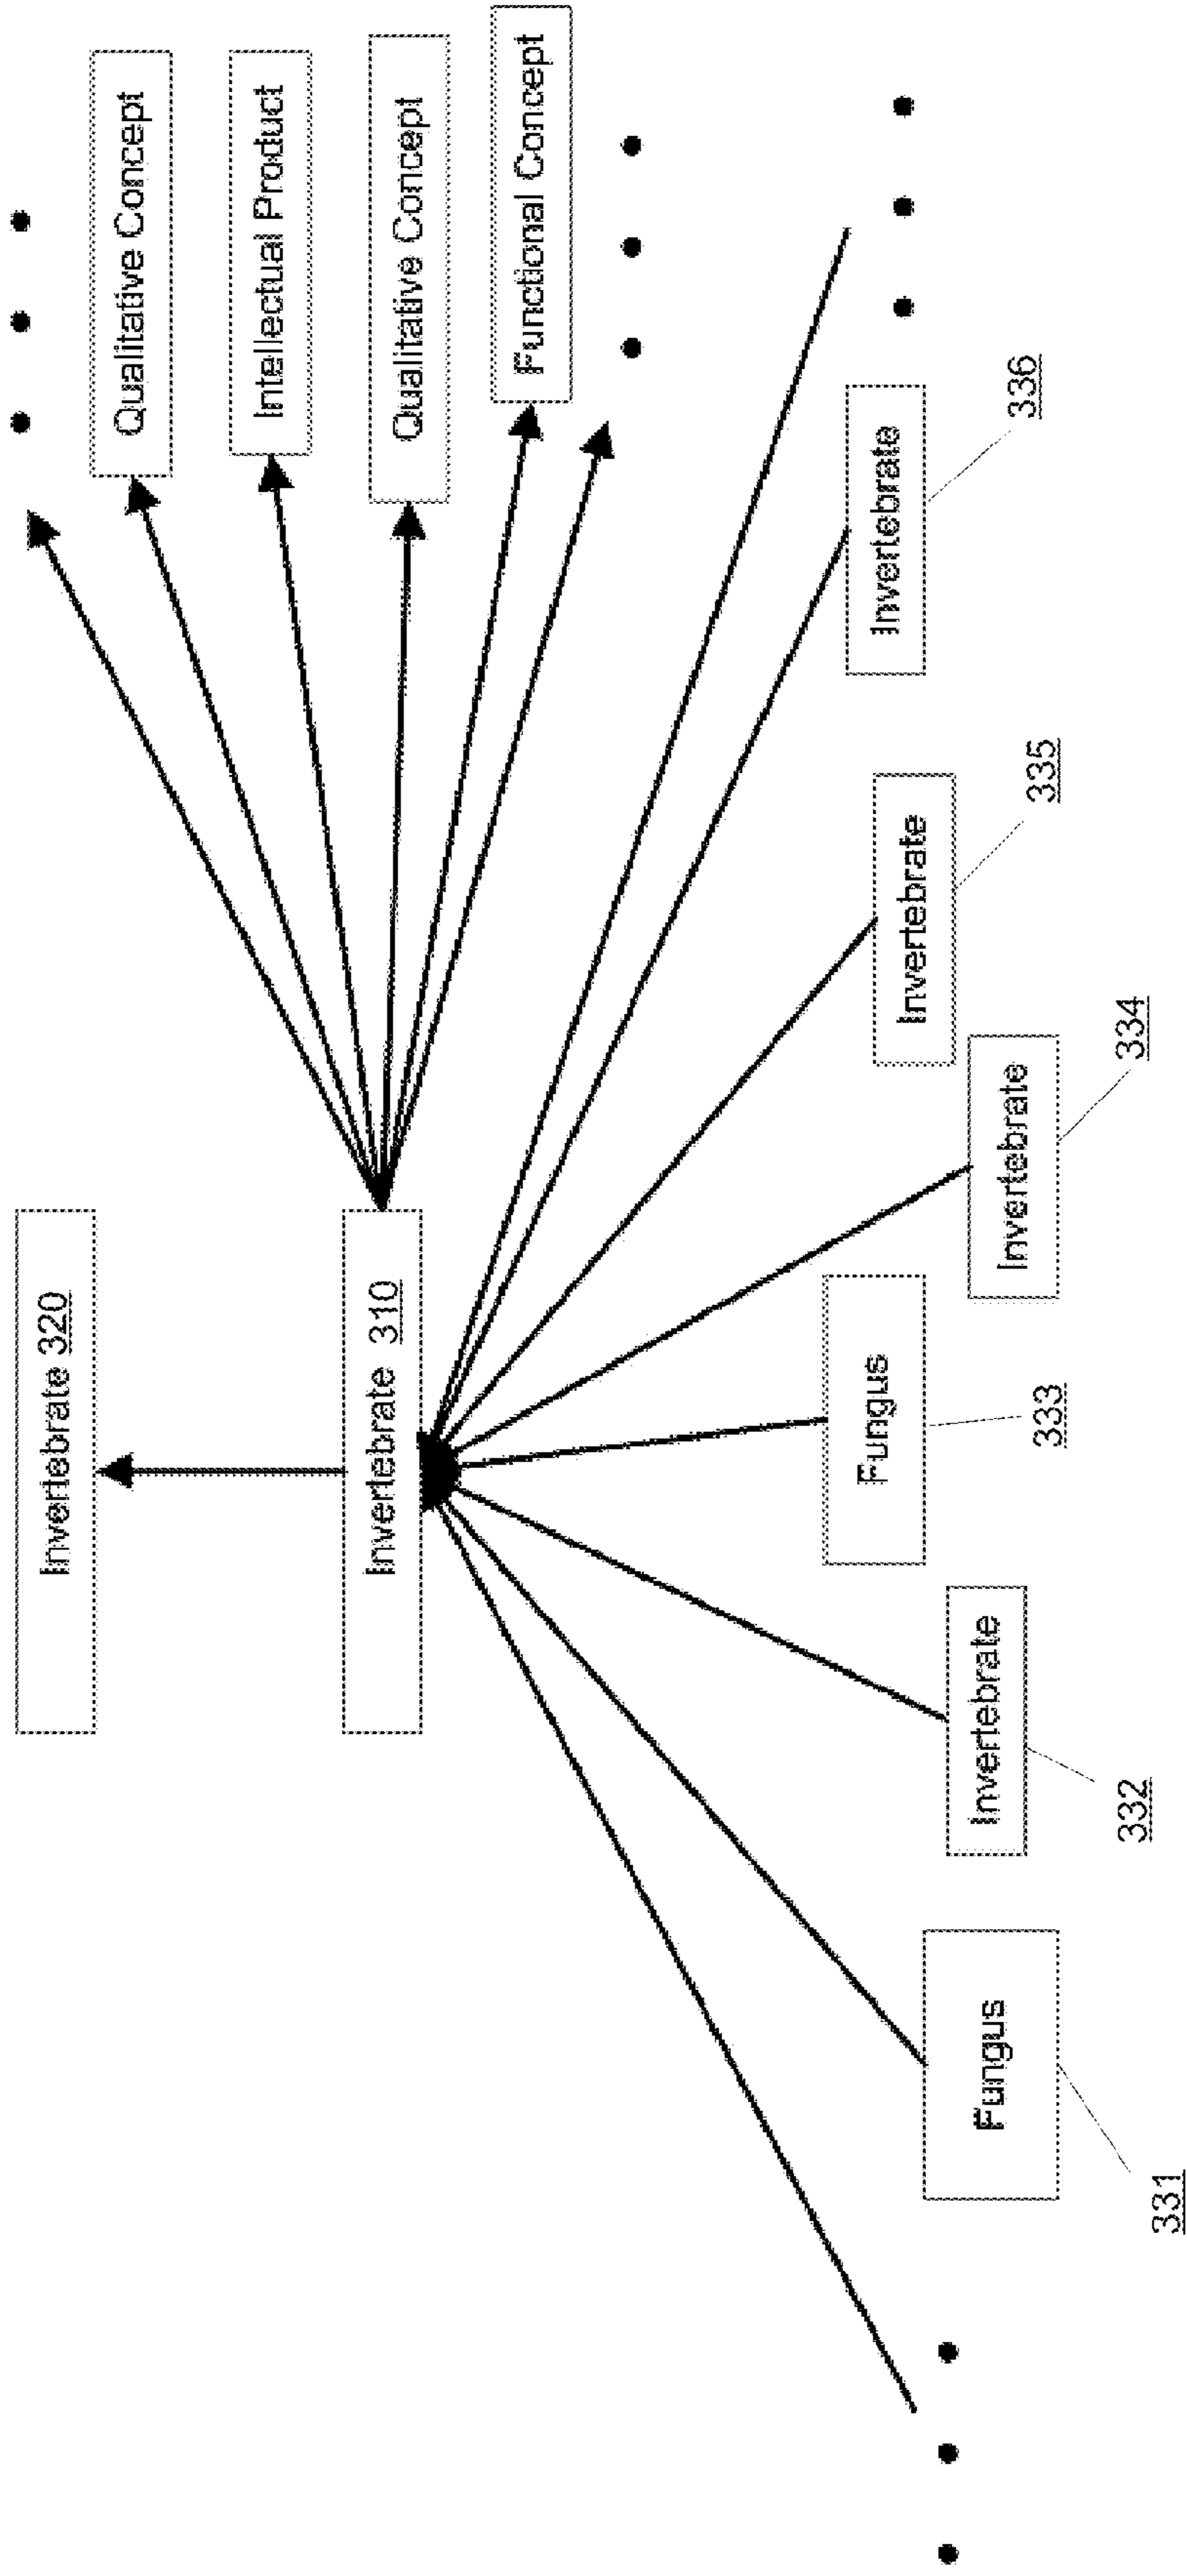 Invertebrate 320
Qualitative Concept
Intellectual Product
Invertebrate 310
Qualitative Concept
Functional Concept
Fungus
331
Invertebrate
332
Fungus
333
Invertebrate
334
Invertebrate
335
Invertebrate
336